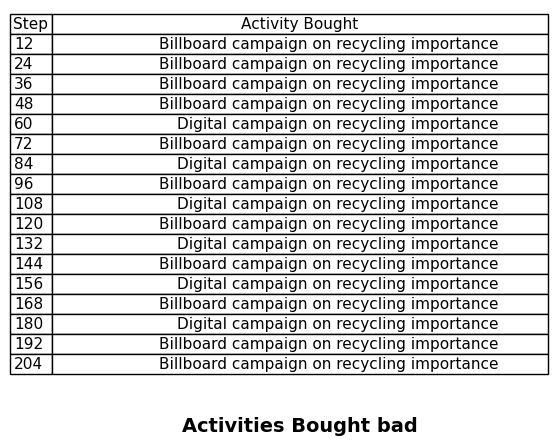 Step Activity Bought
12 Billboard campaign on recycling importance
24 Billboard campaign on recycling importance
36 Billboard campaign on recycling importance
48 Billboard campaign on recycling importance
60 Digital campaign on recycling importance
72 Billboard campaign on recycling importance
84 Digital campaign on recycling importance
96 Billboard campaign on recycling importance
108 Digital campaign on recycling importance
120 Billboard campaign on recycling importance
132 Digital campaign on recycling importance
144 Billboard campaign on recycling importance
156 Digital campaign on recycling importance
168 Billboard campaign on recycling importance
180 Digital campaign on recycling importance
192 Billboard campaign on recycling importance
204 Billboard campaign on recycling importance
Activities Bought bad